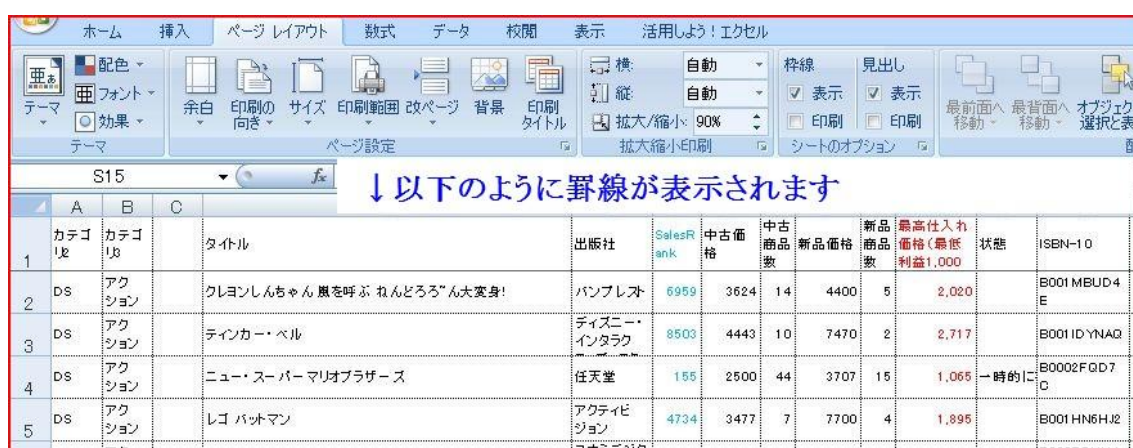 ホーム 挿入 ページ レイアウト 数式 データ 校閲 表示 活用しよう！エクセル
配色 横: 自動 枠線 見出し
亜あ 亜 フォント 縦: 自動 表示 表示
テーマ 効果 余白 印刷の向き サイズ 印刷範囲 改ページ 背景 印刷タイトル 拡大/縮小: 90% 印刷 印刷 最前面へ移動 最背面へ移動 オブジェク 選択と表
テーマ ページ設定 拡大縮小印刷 シートのオプション
S15 fx ↓以下のように罫線が表示されます
A B C
1 カテゴリ カテゴリ タイトル 出版社 SalesRank 中古価格 中古商品数 新品価格 新品商品数 最高仕入れ価格(最低利益1,000 状態 ISBN-10
2 DS アクション クレヨンしんちゃん 嵐を呼ぶ ねんどろろ~ん大変身! バンプレスト 6959 3624 14 4400 5 2,020 B001MBUD4E
3 DS アクション ティンカー・ベル ディズニー・インタラク 8503 4443 10 7470 2 2,717 B001IDYNAQ
4 DS アクション ニュー・スーパーマリオブラザーズ 任天堂 155 2500 44 3707 15 1,065 一時的に B0002FQD7C
5 DS アクション レゴ バットマン アクティビジョン 4734 3477 7 7700 4 1,895 B001HN6HJ2